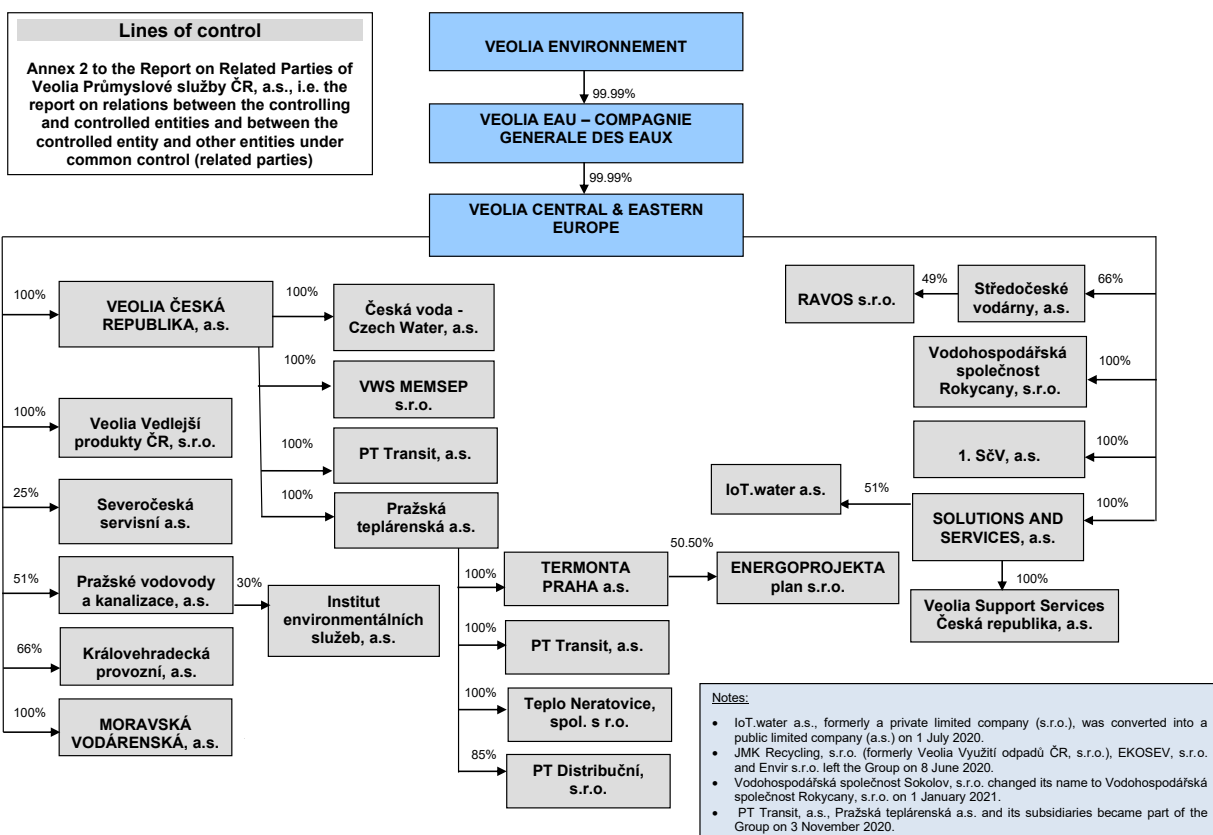 Lines of control
Annex 2 to the Report on Related Parties of
Veolia Průmyslové služby ČR, a.s., i.e. the
report on relations between the controlling
and controlled entities and between the
controlled entity and other entities under
common control (related parties)
VEOLIA ENVIRONNEMENT
99.99%
VEOLIA EAU – COMPAGNIE
GENERALE DES EAUX
99.99%
VEOLIA CENTRAL & EASTERN
EUROPE
100%
VEOLIA ČESKÁ
REPUBLIKA, a.s.
100%
Česká voda -
Czech Water, a.s.
100%
VWS MEMSEP
s.r.o.
100%
PT Transit, a.s.
100%
Pražská
teplárenská a.s.
100%
Veolia Vedlejší
produkty ČR, s.r.o.
25%
Severočeská
servisní a.s.
51%
Pražské vodovody
a kanalizace, a.s.
30%
Institut
environmentálních
služeb, a.s.
66%
Královehradecká
provozní, a.s.
100%
MORAVSKÁ
VODÁRENSKÁ, a.s.
100%
TERMONTA
PRAHA a.s.
50.50%
ENERGOPROJEKTA
plan s.r.o.
100%
PT Transit, a.s.
100%
Teplo Neratovice,
spol. s r.o.
85%
PT Distribuční,
s.r.o.
RAVOS s.r.o.
49%
Středočeské
vodárny, a.s.
66%
Vodohospodářská
společnost
Rokycany, s.r.o.
100%
1. SčV, a.s.
100%
IoT.water a.s.
51%
SOLUTIONS AND
SERVICES, a.s.
100%
100%
Veolia Support Services
Česká republika, a.s.
Notes:
• IoT.water a.s., formerly a private limited company (s.r.o.), was converted into a
public limited company (a.s.) on 1 July 2020.
• JMK Recycling, s.r.o. (formerly Veolia Využití odpadů ČR, s.r.o.), EKOSEV, s.r.o.
and Envir s.r.o. left the Group on 8 June 2020.
• Vodohospodářská společnost Sokolov, s.r.o. changed its name to Vodohospodářská
společnost Rokycany, s.r.o. on 1 January 2021.
• PT Transit, a.s., Pražská teplárenská a.s. and its subsidiaries became part of the
Group on 3 November 2020.